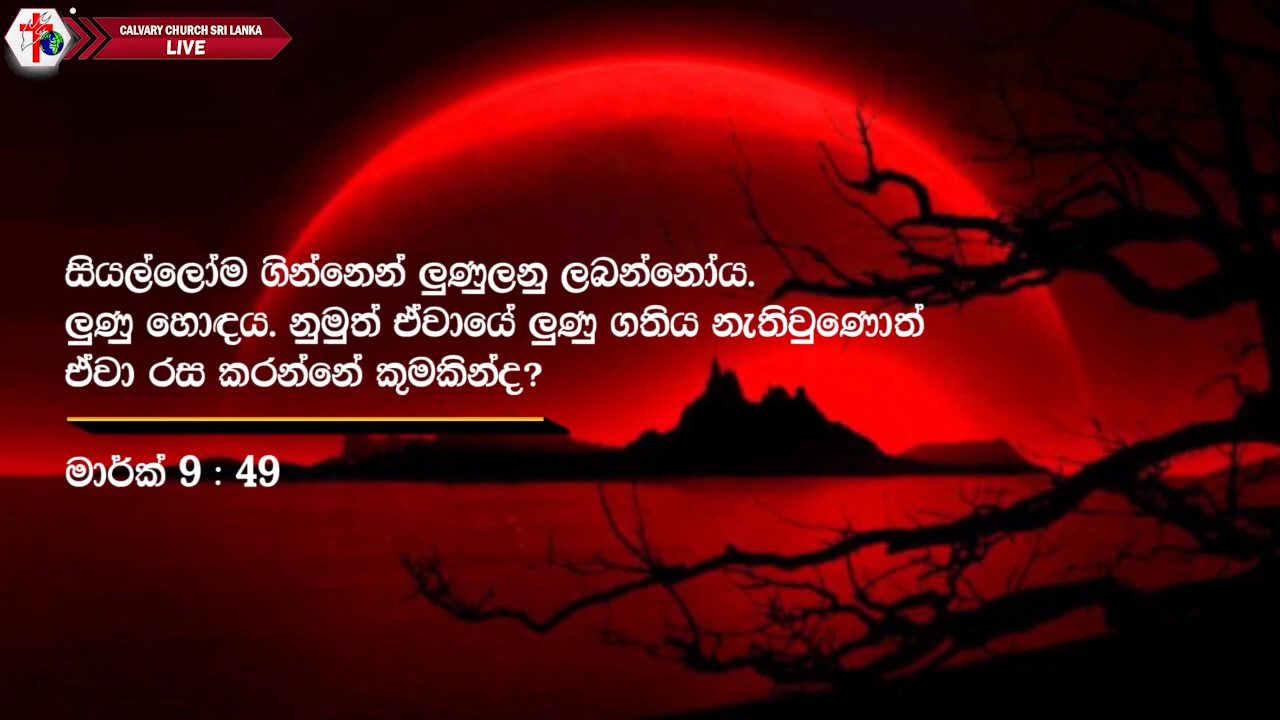 CALVARY CHURCH SRI LANKA
LIVE
සියල්ලෝම ගින්නෙන් ලුණුලනු ලබන්නෝය.
ලුණු හොඳය. නුමුත් ඒවායේ ලුණු ගතිය නැතිවුණොත්
ඒවා රස කරන්නේ කුමකින්ද?
මාර්ක් 9 : 49